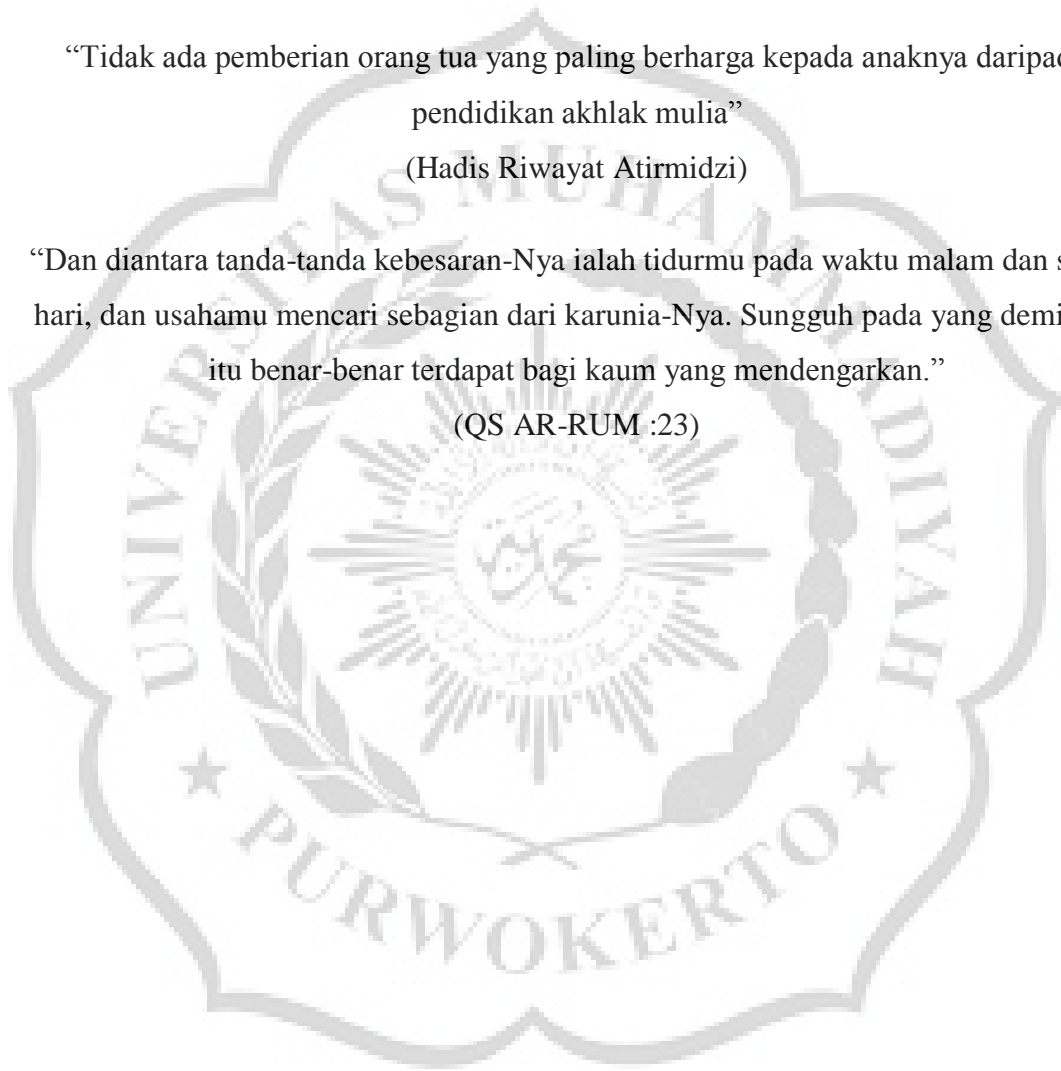 “Tidak ada pemberian orang tua yang paling berharga kepada anaknya daripad
pendidikan akhlak mulia”
(Hadis Riwayat Atirmidzi)
“Dan diantara tanda-tanda kebesaran-Nya ialah tidurmu pada waktu malam dan s
hari, dan usahamu mencari sebagian dari karunia-Nya. Sungguh pada yang demi
itu benar-benar terdapat bagi kaum yang mendengarkan.”
(QS AR-RUM :23)
UNIVERSITAS MUHAMMADIYAH
PURWOKERTO